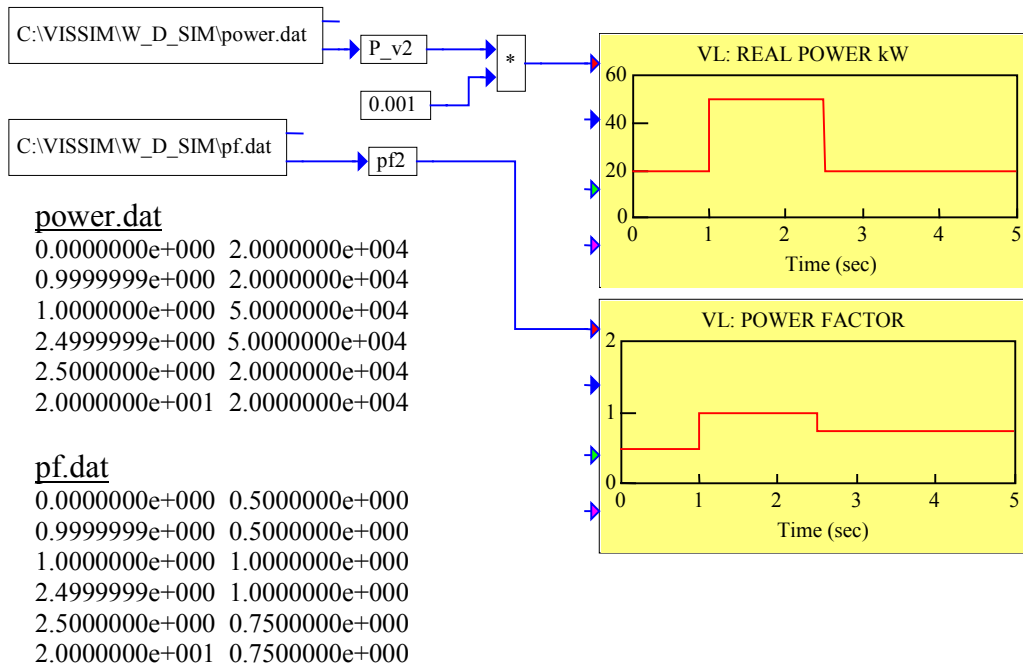 C:\VISSIM\W_D_SIM\power.dat
P_v2
*
0.001
C:\VISSIM\W_D_SIM\pf.dat
pf2
VL: REAL POWER kW
60
40
20
0
0 1 2 3 4 5
Time (sec)
VL: POWER FACTOR
2
1
0
0 1 2 3 4 5
Time (sec)
power.dat
0.0000000e+000 2.0000000e+004
0.9999999e+000 2.0000000e+004
1.0000000e+000 5.0000000e+004
2.4999999e+000 5.0000000e+004
2.5000000e+000 2.0000000e+004
2.0000000e+001 2.0000000e+004
pf.dat
0.0000000e+000 0.5000000e+000
0.9999999e+000 0.5000000e+000
1.0000000e+000 1.0000000e+000
2.4999999e+000 1.0000000e+000
2.5000000e+000 0.7500000e+000
2.0000000e+001 0.7500000e+000